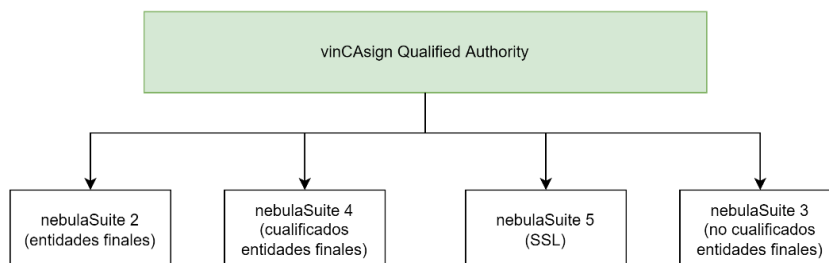 vinCAsign Qualified Authority
nebulaSuite 2
(entidades finales)
nebulaSuite 4
(cualificados
entidades finales)
nebulaSuite 5
(SSL)
nebulaSuite 3
(no cualificados
entidades finales)